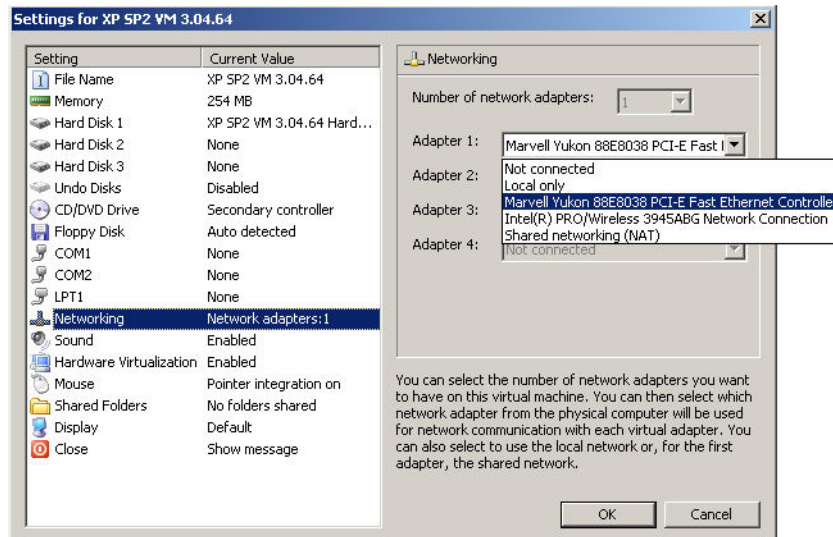 Settings for XP SP2 VM 3.04.64
Setting Current Value
File Name XP SP2 VM 3.04.64
Memory 254 MB
Hard Disk 1 XP SP2 VM 3.04.64 Hard...
Hard Disk 2 None
Hard Disk 3 None
Undo Disks Disabled
CD/DVD Drive Secondary controller
Floppy Disk Auto detected
COM1 None
COM2 None
LPT1 None
Networking Network adapters:1
Sound Enabled
Hardware Virtualization Enabled
Mouse Pointer integration on
Shared Folders No folders shared
Display Default
Close Show message
Networking
Number of network adapters: 1
Adapter 1: Marvell Yukon 88E8038 PCI-E Fast
Not connected
Local only
Marvell Yukon 88E8038 PCI-E Fast Ethernet Controlle
Intel(R) PRO/Wireless 3945ABG Network Connection
Shared networking (NAT)
Adapter 2:
Adapter 3:
Adapter 4: Not connected
You can select the number of network adapters you want
to have on this virtual machine. You can then select which
network adapter from the physical computer will be used
for network communication with each virtual adapter. You
can also select to use the local network or, for the first
adapter, the shared network.
OK Cancel